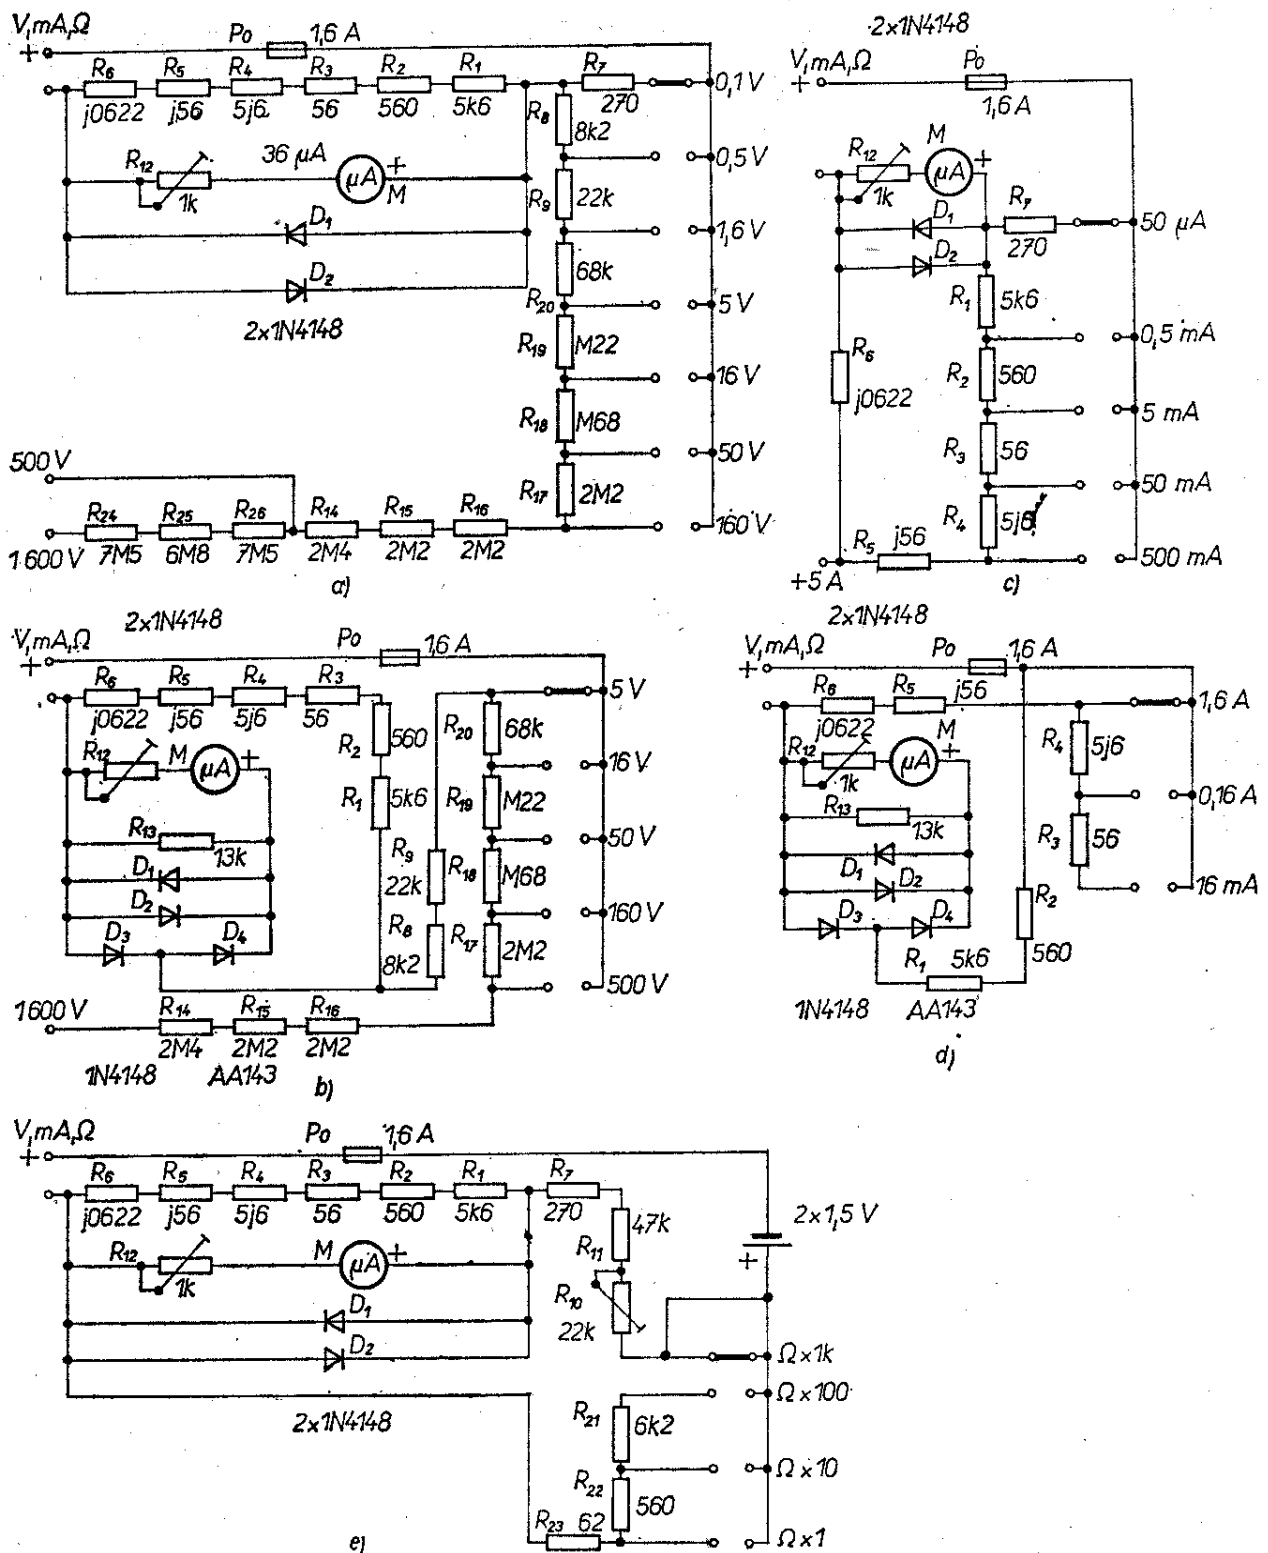 V, mA, Ω
P₀ 1,6 A
+
R₆ R₅ R₄ R₃ R₂ R₁ R₇
0,1 V
j0622 j56 5j6 56 560 5k6 270
R₈ 8k2
0,5 V
R₁₂ 1k
36 µA
µA + M
R₉ 22k
1,6 V
D₁
68k
D₂
R₂₀
5 V
2x1N4148
R₁₉ M22
16 V
R₁₈ M68
50 V
500 V
R₁₇ 2M2
R₂₄ R₂₅ R₂₆ R₁₄ R₁₅ R₁₆
160 V
1600 V 7M5 6M8 7M5 2M4 2M2 2M2
a)
2x1N4148
V, mA, Ω
P₀
+
1,6 A
M
R₁₂ µA +
1k
D₁ R₇
50 µA
270
D₂
R₁ 5k6
0,5 mA
R₆
R₂ 560
j0622
5 mA
R₃ 56
50 mA
R₄ 5j6
R₅ j56
+5 A
500 mA
c)
2x1N4148
V, mA, Ω
P₀ 1,6 A
+
R₆ R₅ R₄ R₃
5 V
j0622 j56 5j6 56
R₂₀ 68k
R₂ 560
R₁₂ M µA +
16 V
1k
R₁ 5k6
R₁₉ M22
R₁₃
50 V
13k
R₉
22k
R₁₈ M68
D₁
D₂
160 V
D₃ D₄
R₈
8k2
R₁₇ 2M2
500 V
1600 V
R₁₄ R₁₅ R₁₆
2M4 2M2 2M2
1N4148 AA143
b)
2x1N4148
V, mA, Ω
P₀ 1,6 A
+
R₆ R₅ j56
1,6 A
j0622
M
R₄ 5j6
R₁₂ µA +
1k
0,16 A
R₁₃
13k
R₃ 56
D₁ D₂
16 mA
D₃ D₄
R₂
560
R₁ 5k6
1N4148 AA143
d)
V, mA, Ω
P₀ 1,6 A
+
R₆ R₅ R₄ R₃ R₂ R₁ R₇
j0622 j56 5j6 56 560 5k6 270
2x1,5 V
47k
R₁₁
R₁₂ M µA +
+
1k
R₁₀
D₁
22k
D₂
Ωx1k
Ωx100
2x1N4148
R₂₁
6k2
Ωx10
R₂₂
560
R₂₃ 62
Ωx1
e)